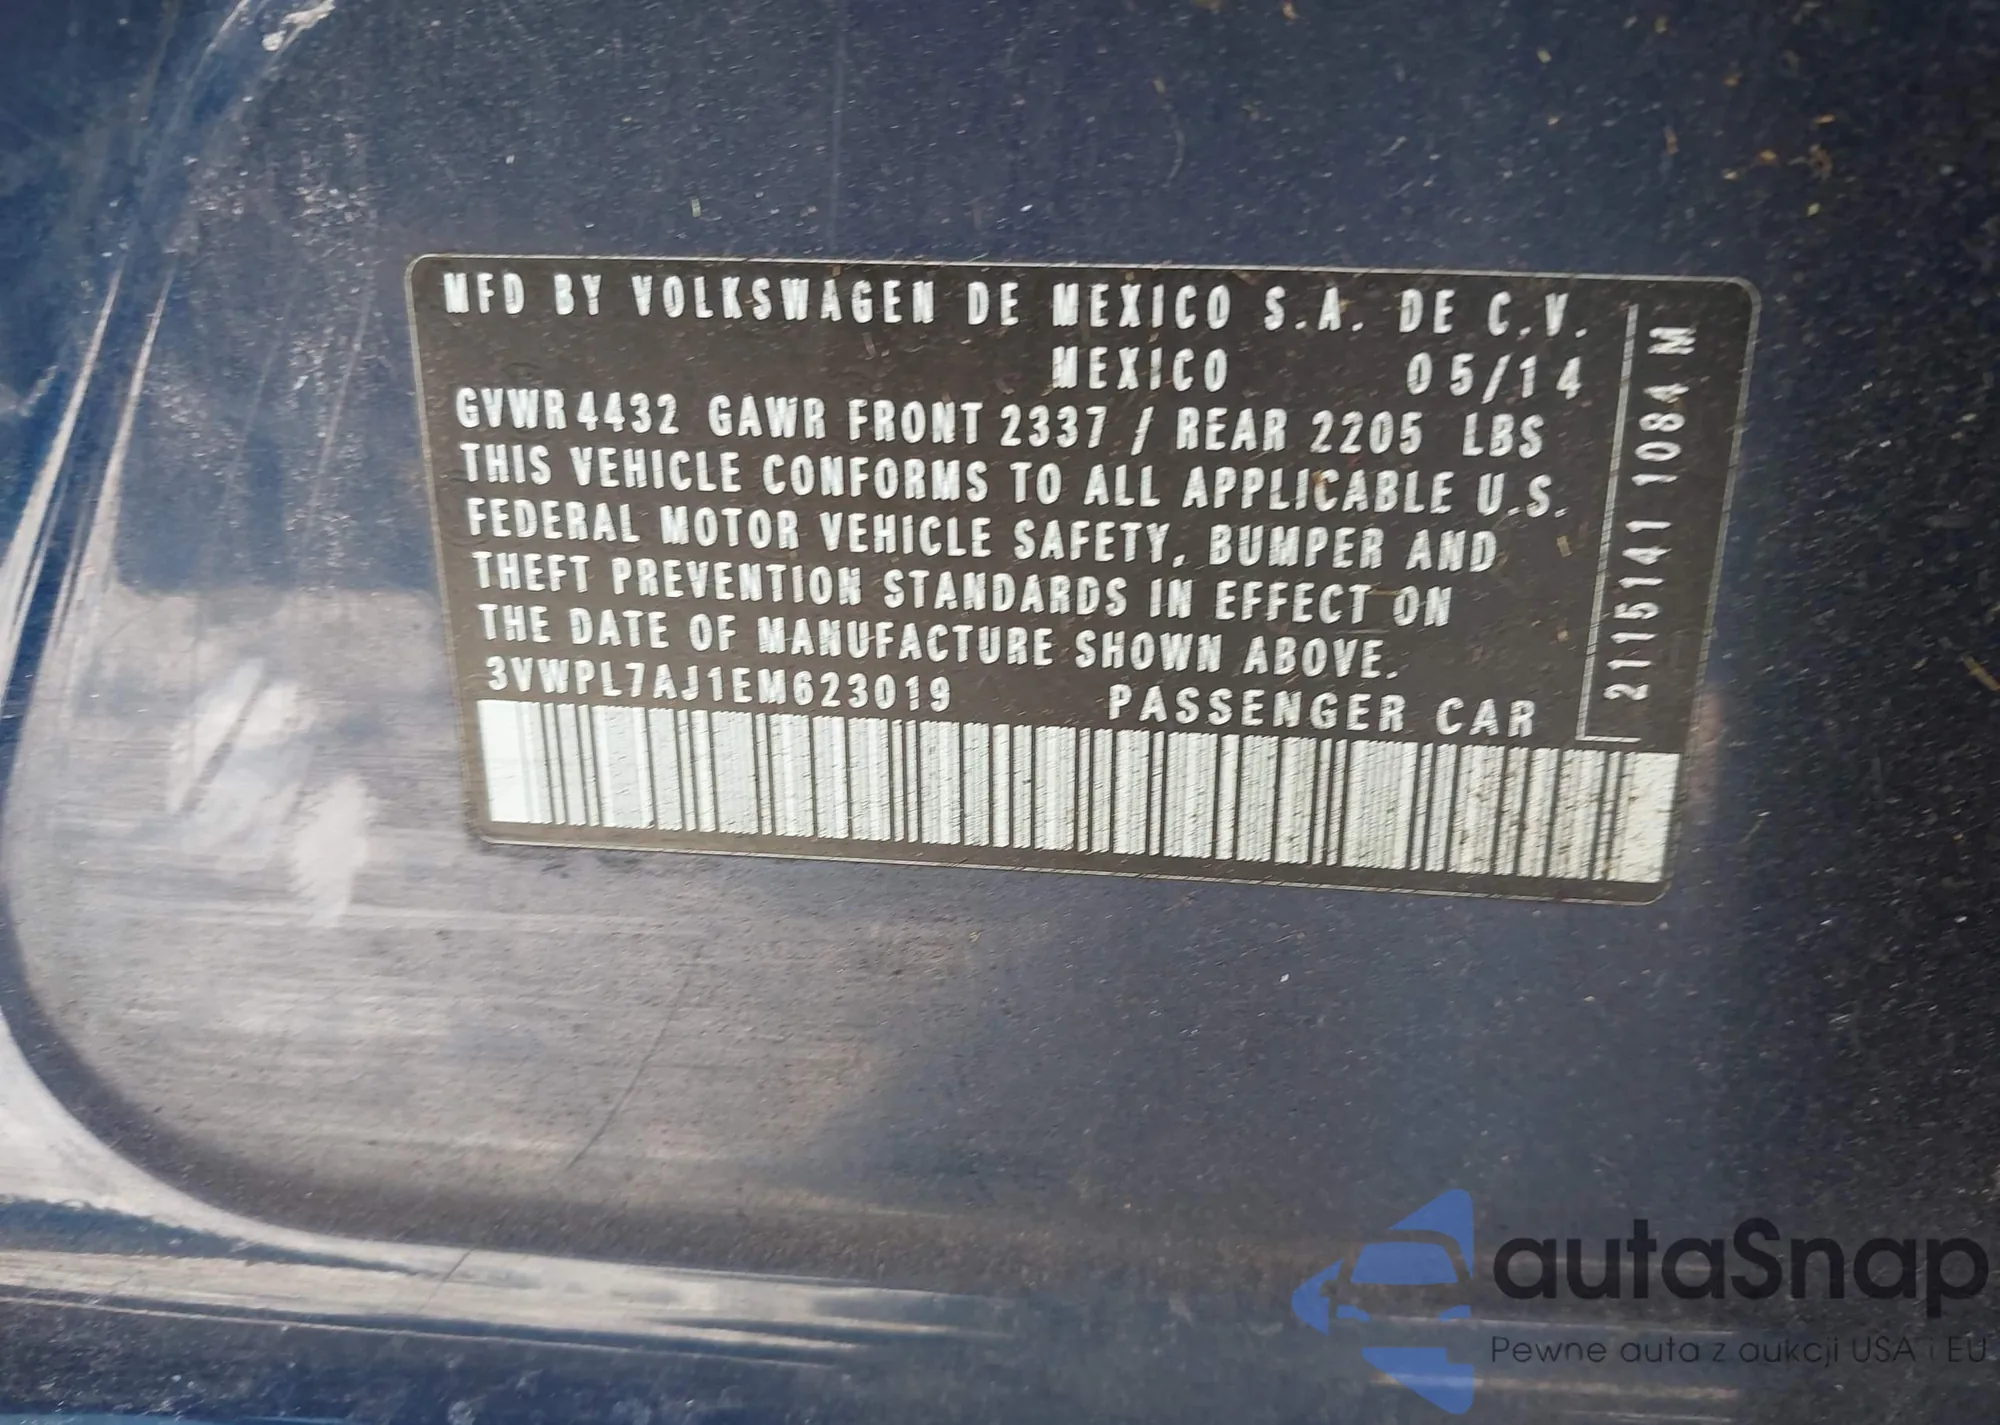 MFD BY VOLKSWAGEN DE MEXICO S.A. DE C.V.
MEXICO 05/14
GVWR 4432 GAWR FRONT 2337 / REAR 2205 LBS
THIS VEHICLE CONFORMS TO ALL APPLICABLE U.S.
FEDERAL MOTOR VEHICLE SAFETY, BUMPER AND
THEFT PREVENTION STANDARDS IN EFFECT ON
THE DATE OF MANUFACTURE SHOWN ABOVE.
3VWPL7AJ1EM623019 PASSENGER CAR
2115141 1084 M
autaSnap
Pewne auta z aukcji USA i EU